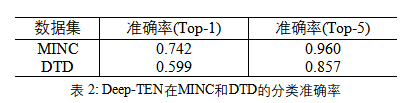 数据集 准确率(Top-1) 准确率(Top-5)
MINC 0.742 0.960
DTD 0.599 0.857
表 2: Deep-TEN在MINC和DTD的分类准确率